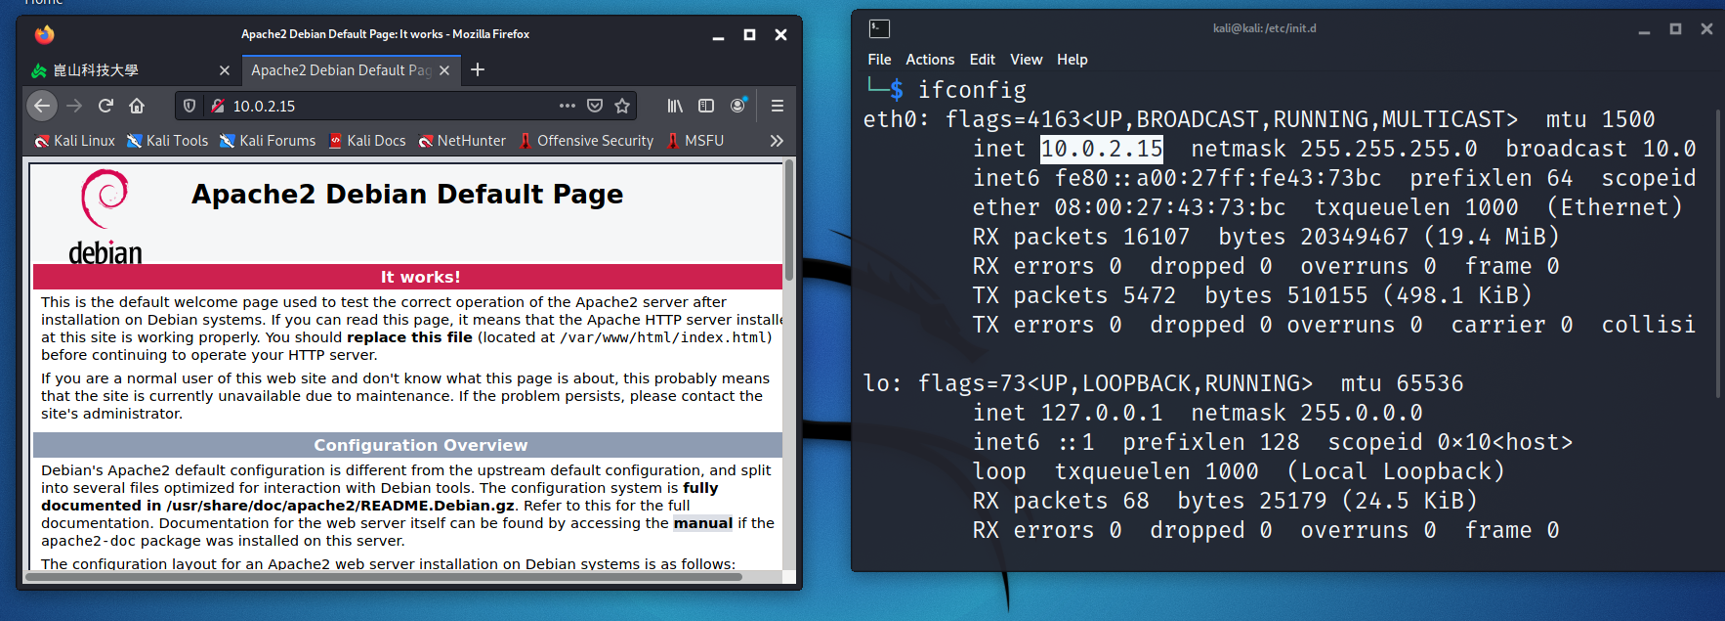 Home
Apache2 Debian Default Page: It works - Mozilla Firefox
崑山科技大學
Apache2 Debian Default Pag
10.0.2.15
Kali Linux Kali Tools Kali Forums Kali Docs NetHunter Offensive Security MSFU
debian
Apache2 Debian Default Page
It works!
This is the default welcome page used to test the correct operation of the Apache2 server after
installation on Debian systems. If you can read this page, it means that the Apache HTTP server installe
at this site is working properly. You should replace this file (located at /var/www/html/index.html)
before continuing to operate your HTTP server.
If you are a normal user of this web site and don't know what this page is about, this probably means
that the site is currently unavailable due to maintenance. If the problem persists, please contact the
site's administrator.
Configuration Overview
Debian's Apache2 default configuration is different from the upstream default configuration, and split
into several files optimized for interaction with Debian tools. The configuration system is fully
documented in /usr/share/doc/apache2/README.Debian.gz. Refer to this for the full
documentation. Documentation for the web server itself can be found by accessing the manual if the
apache2-doc package was installed on this server.
The configuration layout for an Apache2 web server installation on Debian systems is as follows:
kali@kali: /etc/init.d
File Actions Edit View Help
└─$ ifconfig
eth0: flags=4163<UP,BROADCAST,RUNNING,MULTICAST> mtu 1500
inet 10.0.2.15 netmask 255.255.255.0 broadcast 10.0
inet6 fe80::a00:27ff:fe43:73bc prefixlen 64 scopeid
ether 08:00:27:43:73:bc txqueuelen 1000 (Ethernet)
RX packets 16107 bytes 20349467 (19.4 MiB)
RX errors 0 dropped 0 overruns 0 frame 0
TX packets 5472 bytes 510155 (498.1 KiB)
TX errors 0 dropped 0 overruns 0 carrier 0 collisi
lo: flags=73<UP,LOOPBACK,RUNNING> mtu 65536
inet 127.0.0.1 netmask 255.0.0.0
inet6 ::1 prefixlen 128 scopeid 0×10<host>
loop txqueuelen 1000 (Local Loopback)
RX packets 68 bytes 25179 (24.5 KiB)
RX errors 0 dropped 0 overruns 0 frame 0